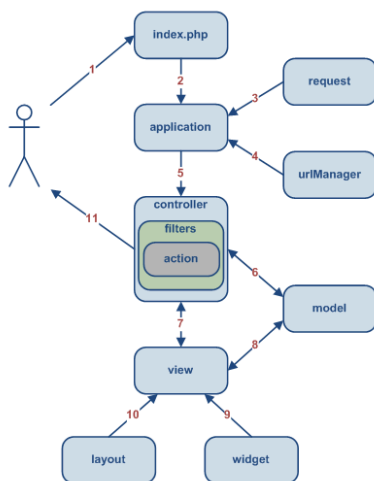 index.php
1
2
request
3
application
4
urlManager
5
controller
filters
11
action
6
model
7
8
view
10
9
layout
widget